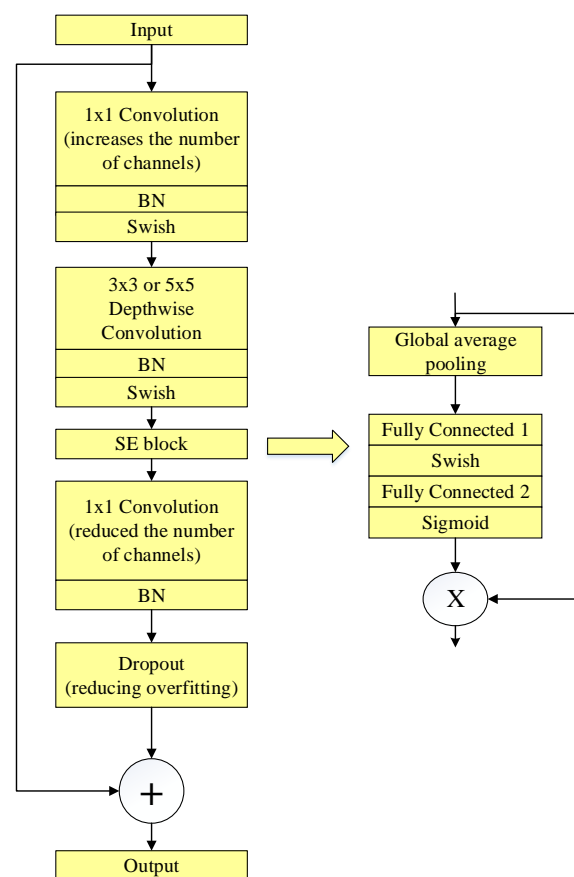 Input
1x1 Convolution
(increases the number
of channels)
BN
Swish
3x3 or 5x5
Depthwise
Convolution
BN
Swish
SE block
1x1 Convolution
(reduced the number
of channels)
BN
Dropout
(reducing overfitting)
+
Output
Global average
pooling
Fully Connected 1
Swish
Fully Connected 2
Sigmoid
X